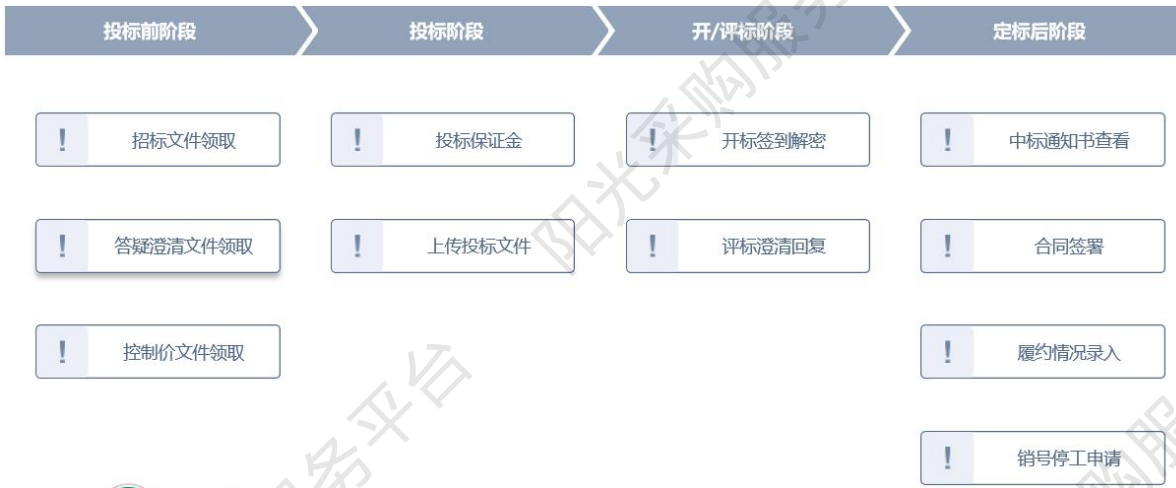 投标前阶段 投标阶段 开/评标阶段 定标后阶段
! 招标文件领取 ! 投标保证金 ! 开标签到解密 ! 中标通知书查看
! 答疑澄清文件领取 ! 上传投标文件 ! 评标澄清回复 ! 合同签署
! 控制价文件领取 ! 履约情况录入
! 销号停工申请
阳光采购服务
务平台
购服